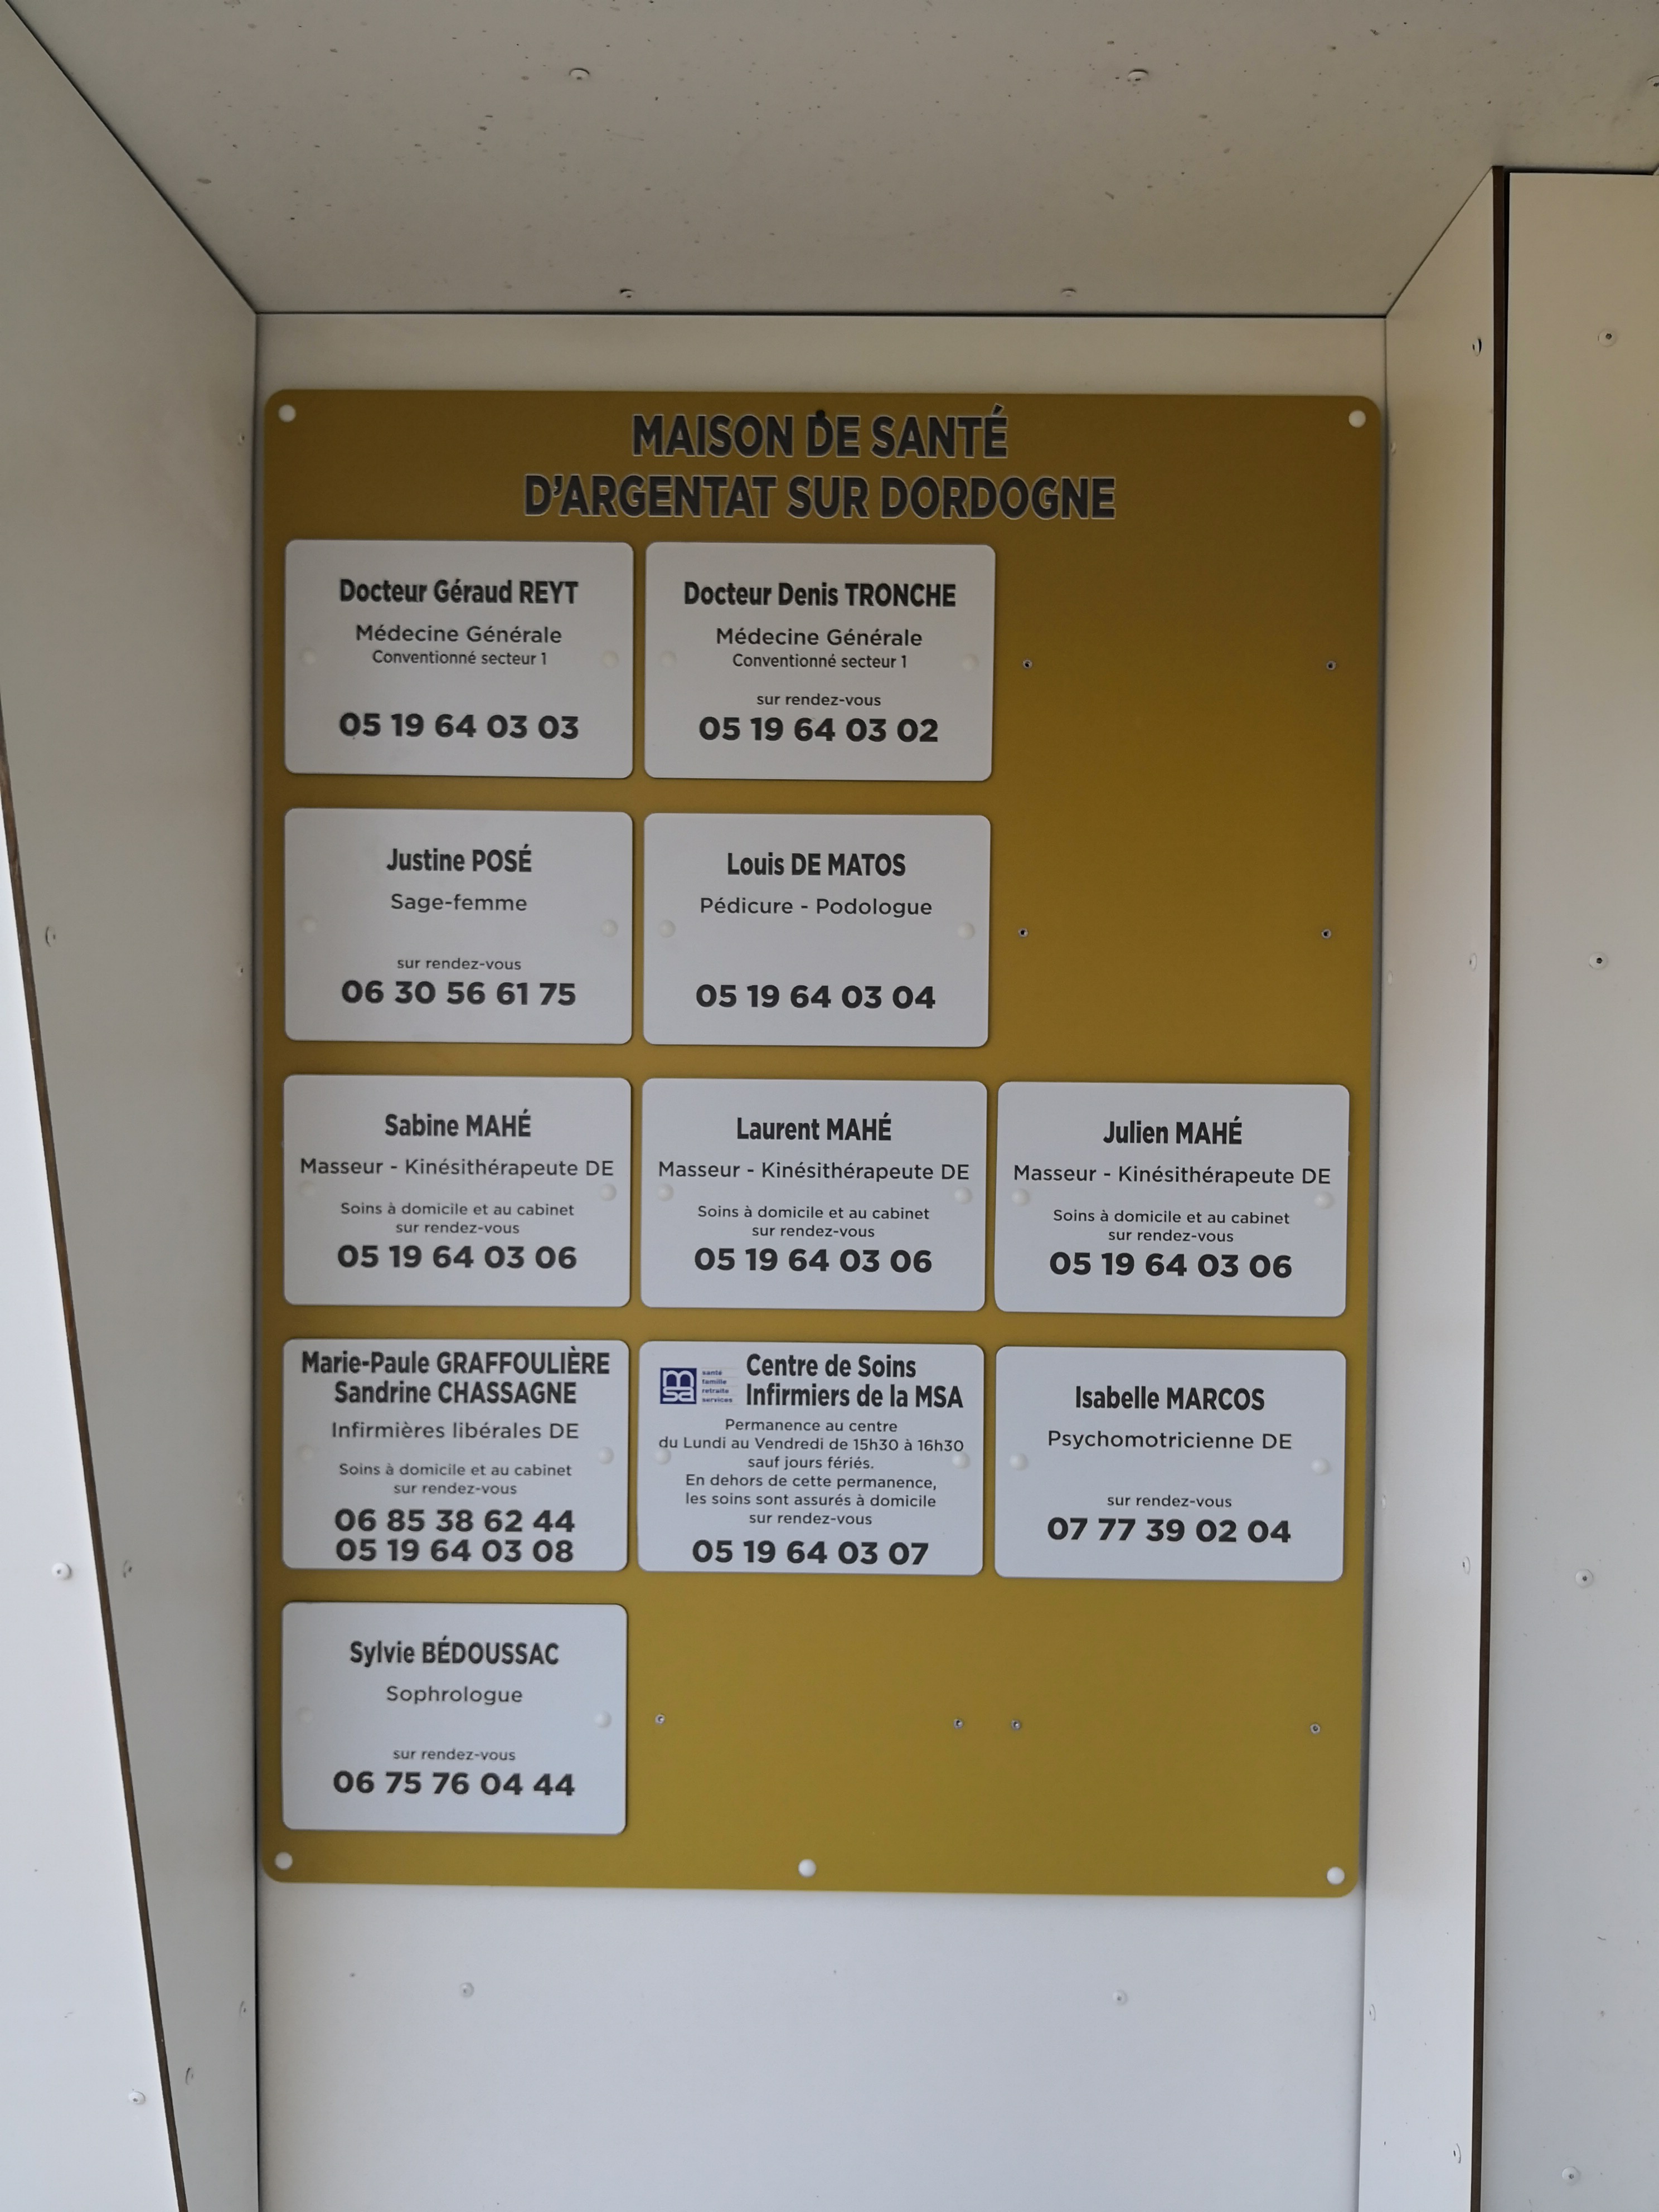 MAISON DE SANTÉ
D'ARGENTAT SUR DORDOGNE
Docteur Géraud REYT
Médecine Générale
Conventionné secteur 1
05 19 64 03 03
Docteur Denis TRONCHE
Médecine Générale
Conventionné secteur 1
sur rendez-vous
05 19 64 03 02
Justine POSÉ
Sage-femme
sur rendez-vous
06 30 56 61 75
Louis DE MATOS
Pédicure - Podologue
05 19 64 03 04
Sabine MAHÉ
Masseur - Kinésithérapeute DE
Soins à domicile et au cabinet
sur rendez-vous
05 19 64 03 06
Laurent MAHÉ
Masseur - Kinésithérapeute DE
Soins à domicile et au cabinet
sur rendez-vous
05 19 64 03 06
Julien MAHÉ
Masseur - Kinésithérapeute DE
Soins à domicile et au cabinet
sur rendez-vous
05 19 64 03 06
Marie-Paule GRAFFOULIÈRE
Sandrine CHASSAGNE
Infirmières libérales DE
Soins à domicile et au cabinet
sur rendez-vous
06 85 38 62 44
05 19 64 03 08
msa
santé
famille
retraite
services
Centre de Soins
Infirmiers de la MSA
Permanence au centre
du Lundi au Vendredi de 15h30 à 16h30
sauf jours fériés.
En dehors de cette permanence,
les soins sont assurés à domicile
sur rendez-vous
05 19 64 03 07
Isabelle MARCOS
Psychomotricienne DE
sur rendez-vous
07 77 39 02 04
Sylvie BÉDOUSSAC
Sophrologue
sur rendez-vous
06 75 76 04 44